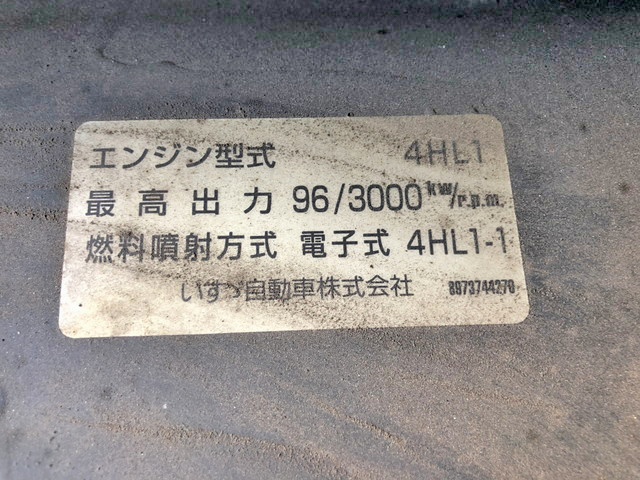 エンジン型式 4HL1
最高出力 96/3000 kw/r.p.m.
燃料噴射方式 電子式 4HL1-1
いすゞ自動車株式会社 8973744270